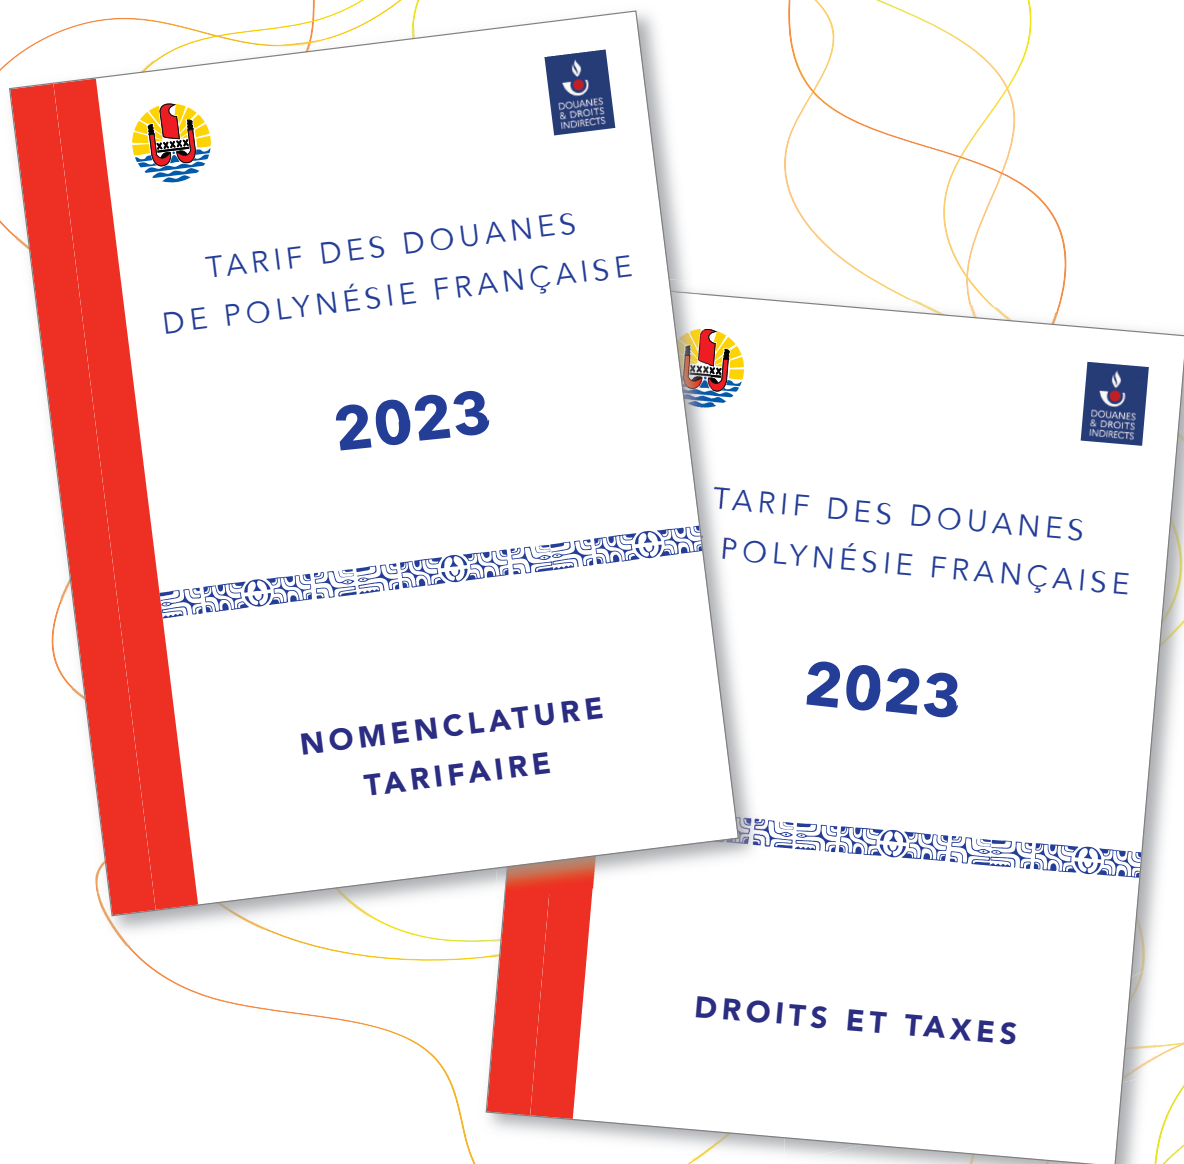 DOUANES
& DROITS
INDIRECTS
TARIF DES DOUANES
DE POLYNÉSIE FRANÇAISE
2023
NOMENCLATURE
TARIFAIRE
DOUANES
& DROITS
INDIRECTS
TARIF DES DOUANES
POLYNÉSIE FRANÇAISE
2023
DROITS ET TAXES